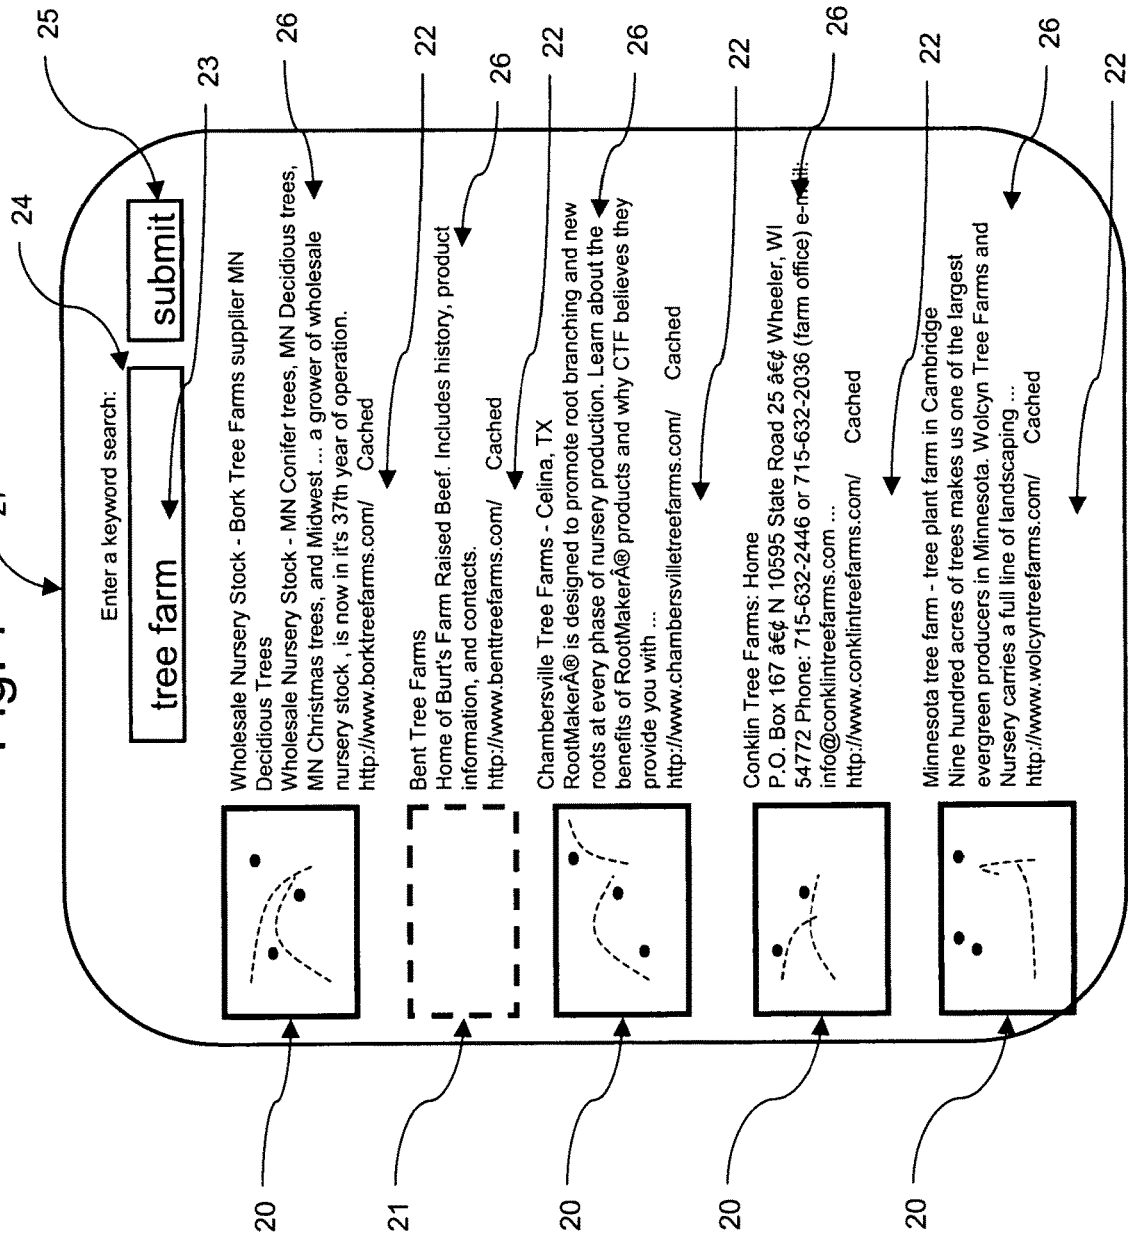 25
24
23
Enter a keyword search:
tree farm
submit
Wholesale Nursery Stock - Bork Tree Farms supplier MN
Decidious Trees
Wholesale Nursery Stock - MN Conifer trees, MN Decidious trees,
MN Christmas trees, and Midwest ... a grower of wholesale
nursery stock , is now in it's 37th year of operation.
http://www.borktreefarms.com/ Cached
20
26
22
Bent Tree Farms
Home of Burt's Farm Raised Beef. Includes history, product
information, and contacts.
http://www.benttreefarms.com/ Cached
21
26
22
Chambersville Tree Farms - Celina, TX
RootMakerÂ® is designed to promote root branching and new
roots at every phase of nursery production. Learn about the
benefits of RootMakerÂ® products and why CTF believes they
provide you with ...
http://www.chambersvilletreefarms.com/ Cached
20
26
22
Conklin Tree Farms: Home
P.O. Box 167 â€¢ N 10595 State Road 25 â€¢ Wheeler, WI
54772 Phone: 715-632-2446 or 715-632-2036 (farm office) e-mail:
info@conklintreefarms.com ...
http://www.conklintreefarms.com/ Cached
20
26
22
Minnesota tree farm - tree plant farm in Cambridge
Nine hundred acres of trees makes us one of the largest
evergreen producers in Minnesota. Wolcyn Tree Farms and
Nursery carries a full line of landscaping ...
http://www.wolcyntreefarms.com/ Cached
20
26
22